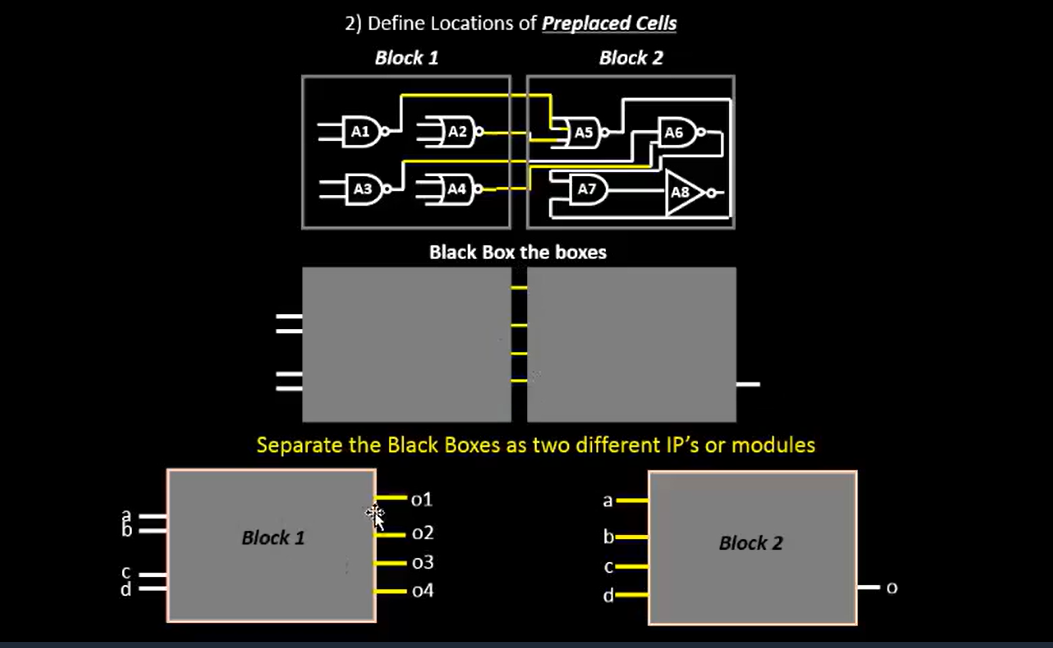 2) Define Locations of Preplaced Cells
Block 1
Block 2
A1
A2
A5
A6
A3
A4
A7
A8
Black Box the boxes
Separate the Black Boxes as two different IP's or modules
a
b
c
d
Block 1
o1
o2
o3
o4
a
b
c
d
Block 2
o